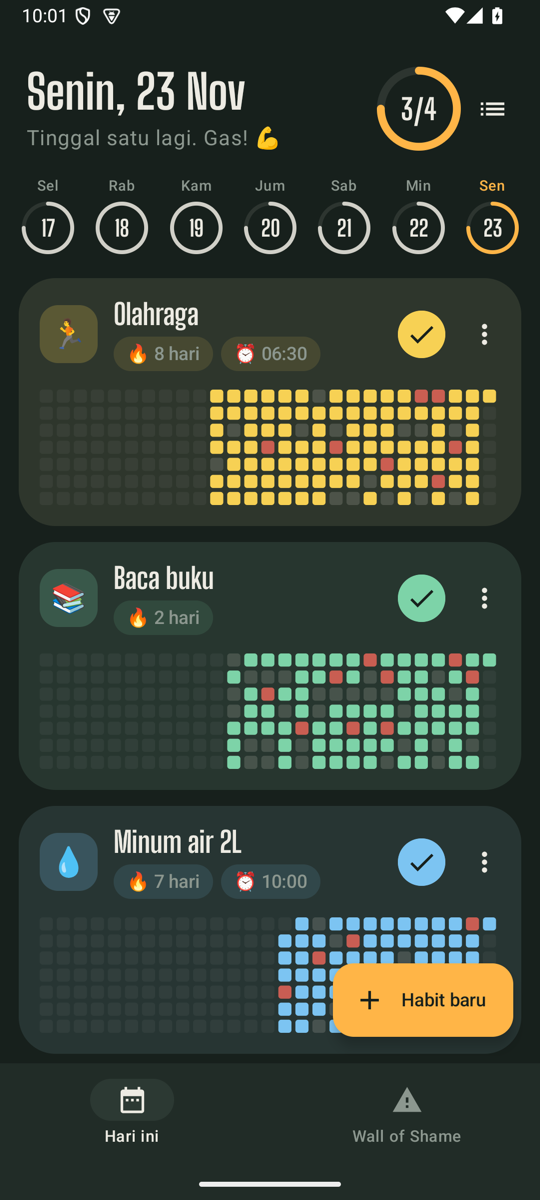 10:01
Senin, 23 Nov
Tinggal satu lagi. Gas! 💪
3/4
Sel Rab Kam Jum Sab Min Sen
17 18 19 20 21 22 23
Olahraga
🔥 8 hari ⏰ 06:30
Baca buku
🔥 2 hari
Minum air 2L
🔥 7 hari ⏰ 10:00
+ Habit baru
Hari ini Wall of Shame